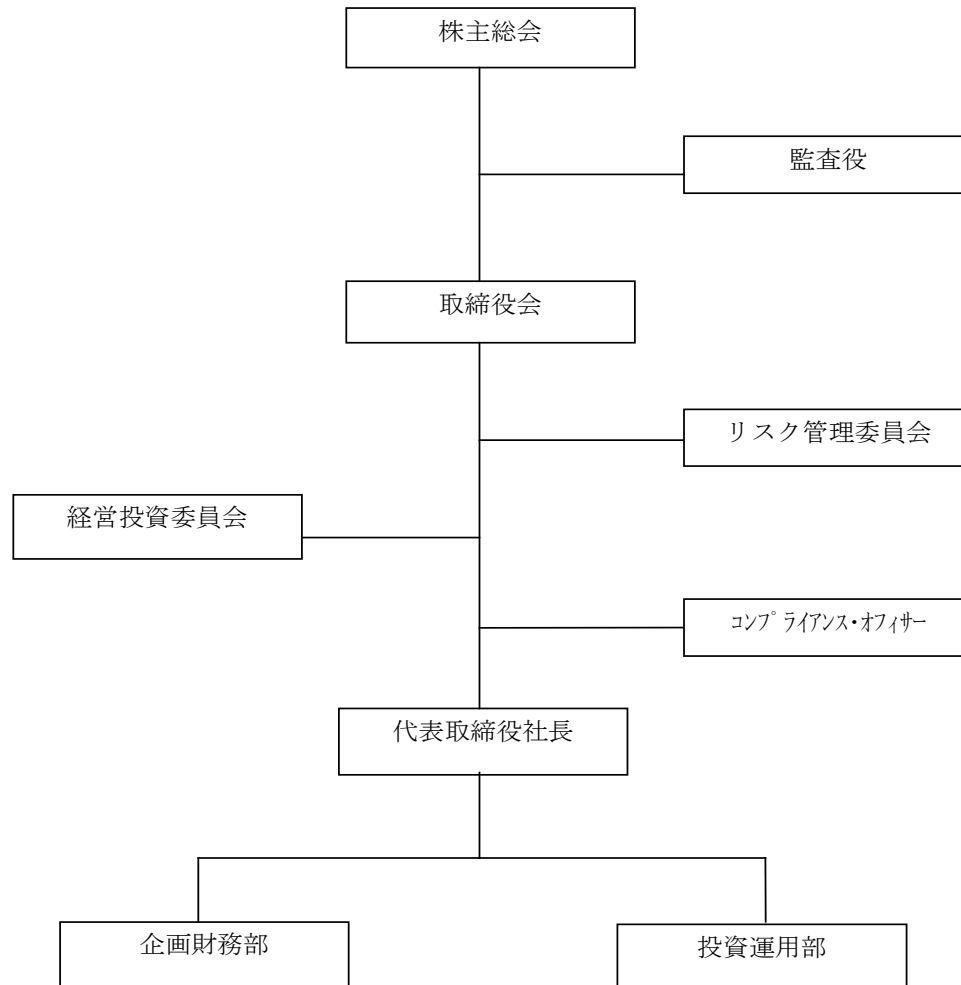 株主総会
監査役
取締役会
リスク管理委員会
経営投資委員会
コンプライアンス・オフィサー
代表取締役社長
企画財務部
投資運用部